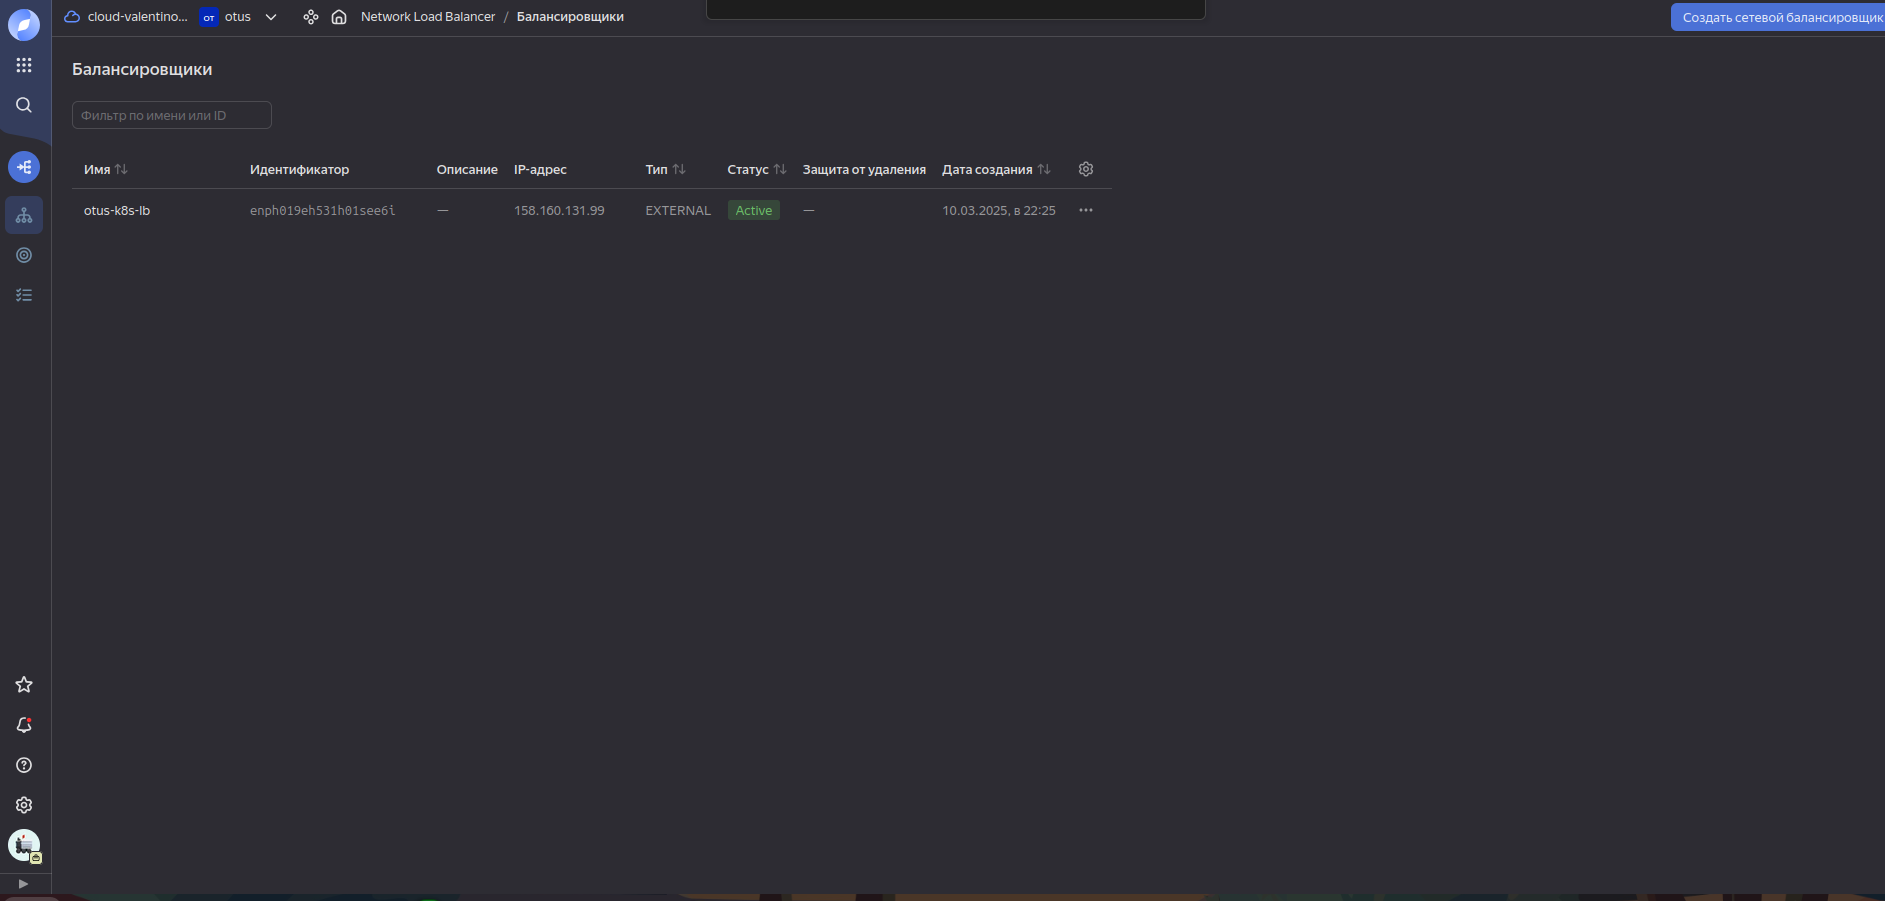 cloud-valentino... от otus Network Load Balancer / Балансировщики Создать сетевой балансировщик
Балансировщики
Фильтр по имени или ID
Имя Идентификатор Описание IP-адрес Тип Статус Защита от удаления Дата создания
otus-k8s-lb enph019eh531h01see6i — 158.160.131.99 EXTERNAL Active — 10.03.2025, в 22:25